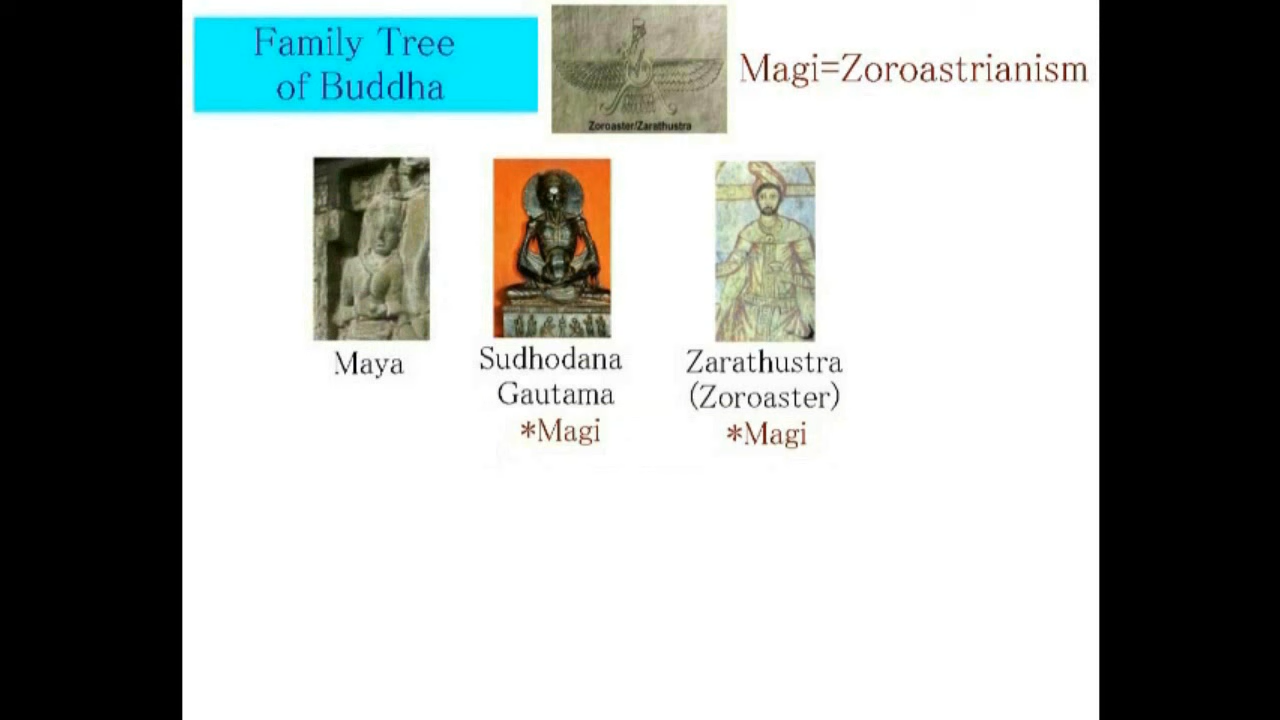 Family Tree
of Buddha
Zoroaster/Zarathustra
Magi=Zoroastrianism
Maya
Sudhodana
Gautama
*Magi
Zarathustra
(Zoroaster)
*Magi